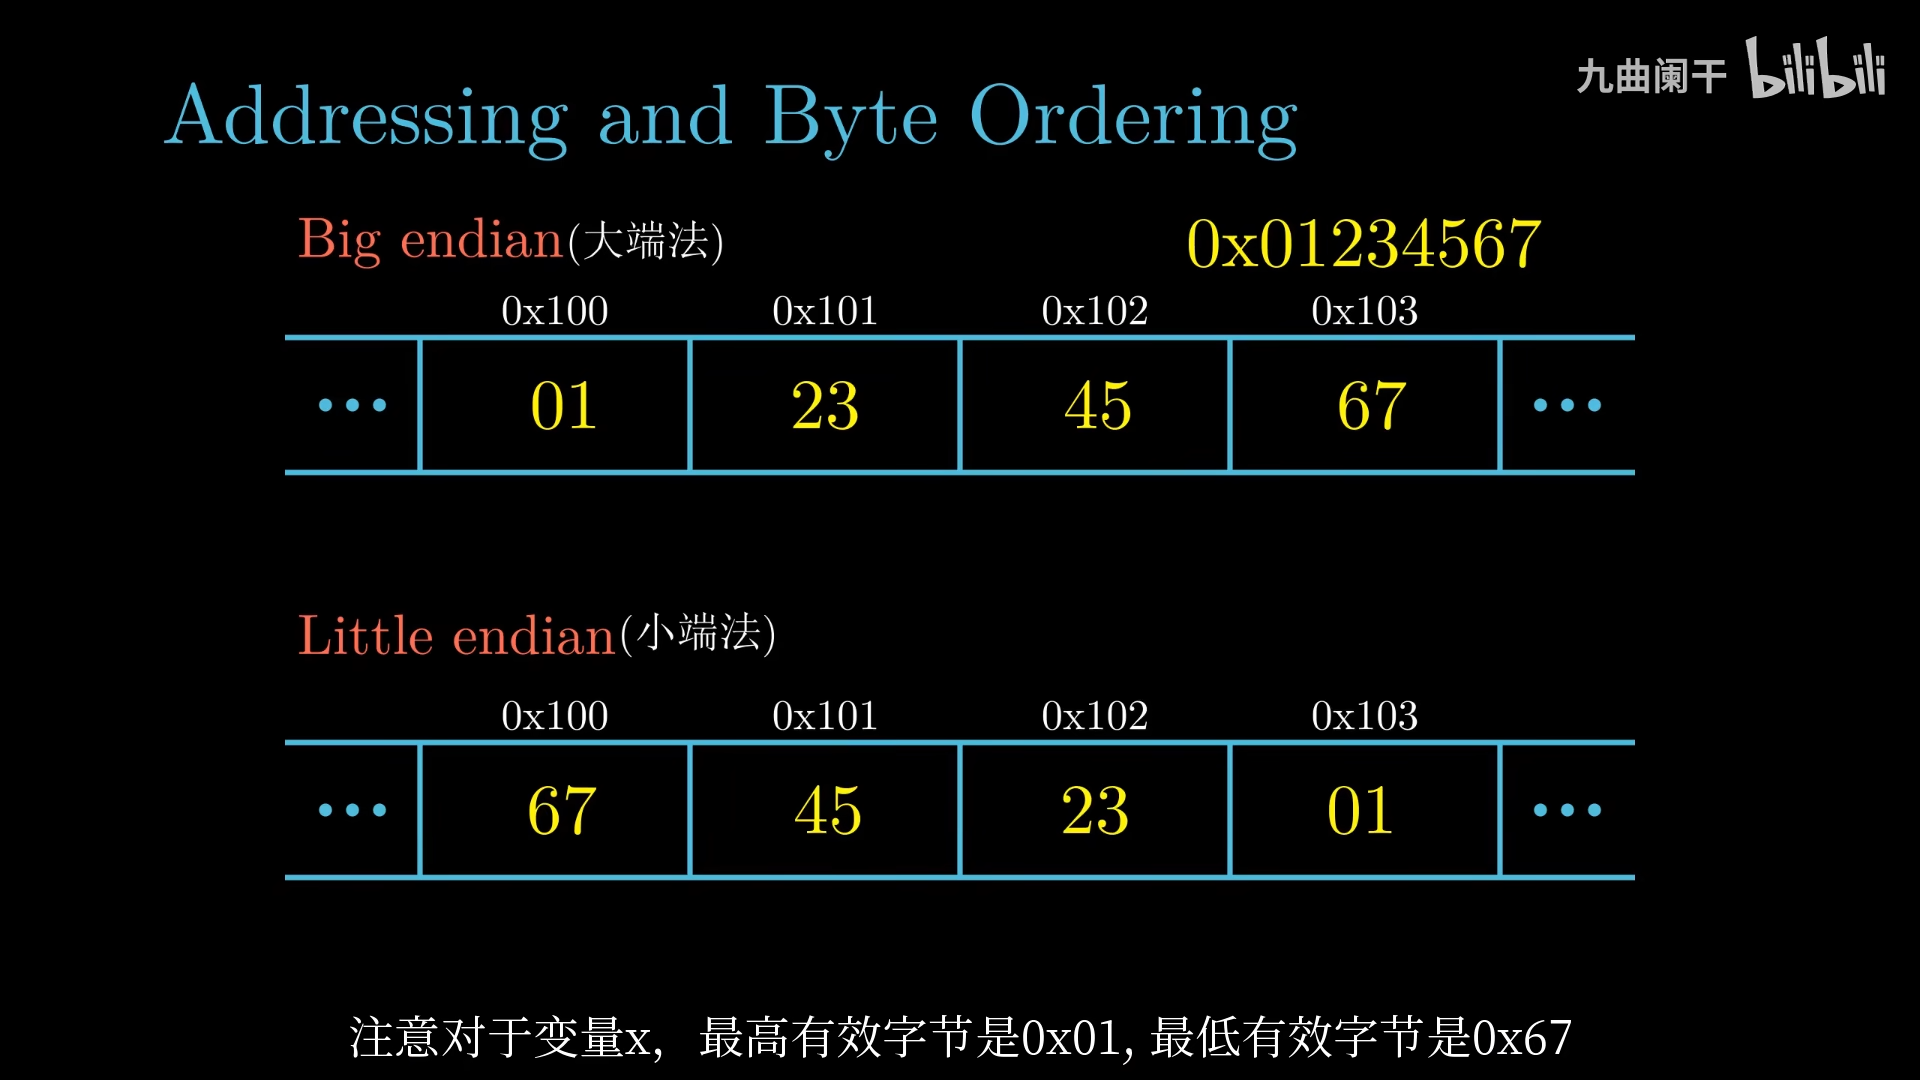 九曲阑干 bilibili
Addressing and Byte Ordering
Big endian(大端法)
0x01234567
0x100 0x101 0x102 0x103
··· 01 23 45 67 ···
Little endian(小端法)
0x100 0x101 0x102 0x103
··· 67 45 23 01 ···
注意对于变量x，最高有效字节是0x01, 最低有效字节是0x67